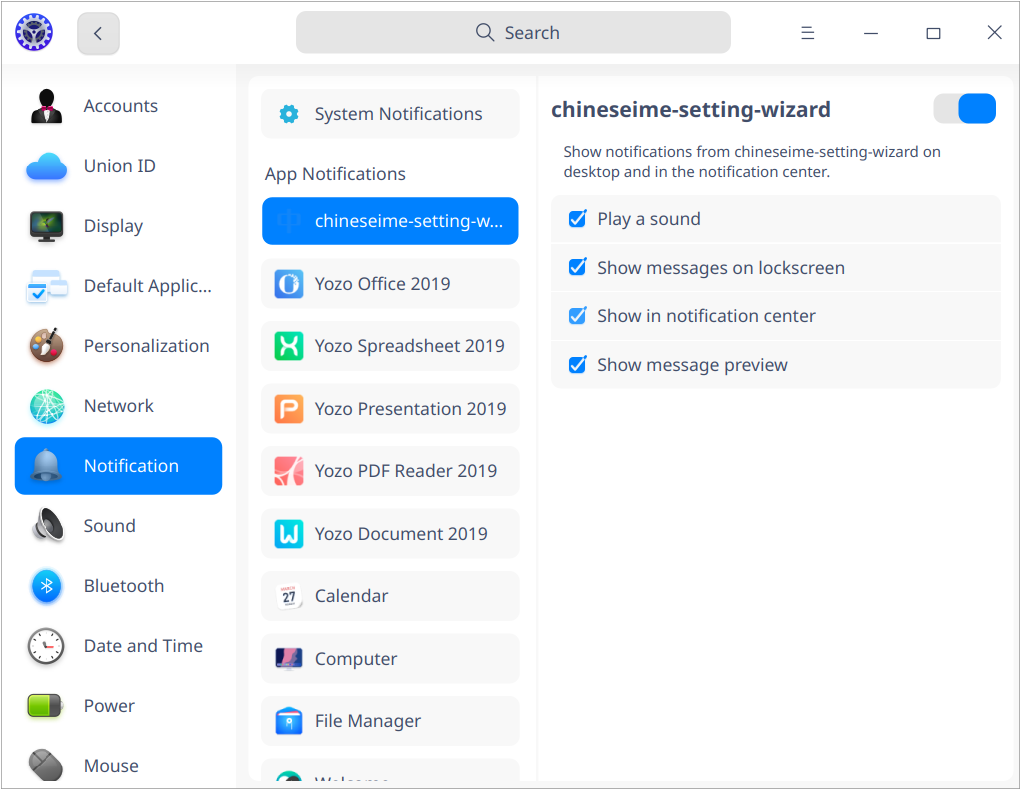 Search
Accounts
Union ID
Display
Default Applic...
Personalization
Network
Notification
Sound
Bluetooth
Date and Time
Power
Mouse
System Notifications
App Notifications
中
chineseime-setting-w...
Yozo Office 2019
Yozo Spreadsheet 2019
Yozo Presentation 2019
Yozo PDF Reader 2019
Yozo Document 2019
27
Calendar
Computer
File Manager
Welcome
chineseime-setting-wizard
Show notifications from chineseime-setting-wizard on
desktop and in the notification center.
Play a sound
Show messages on lockscreen
Show in notification center
Show message preview